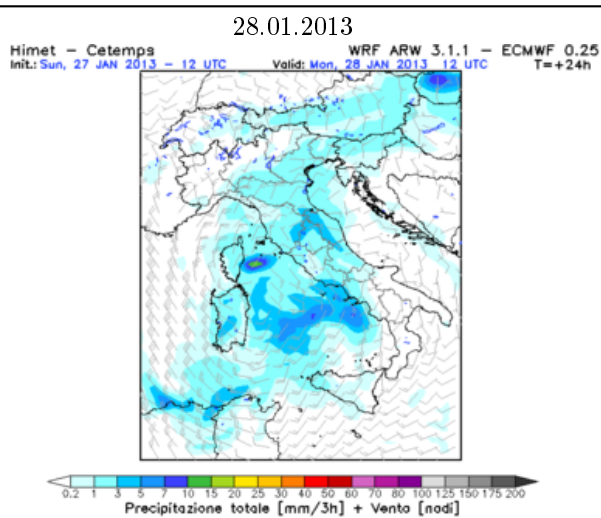 28.01.2013
Himet – Cetemps WRF ARW 3.1.1 – ECMWF 0.25
Init.: Sun, 27 JAN 2013 – 12 UTC Valid: Mon, 28 JAN 2013 12 UTC T=+24h
0.2 1 3 5 7 10 15 20 25 30 40 50 60 70 80 100 125 150 175 200
Precipitazione totale [mm/3h] + Vento [nodi]